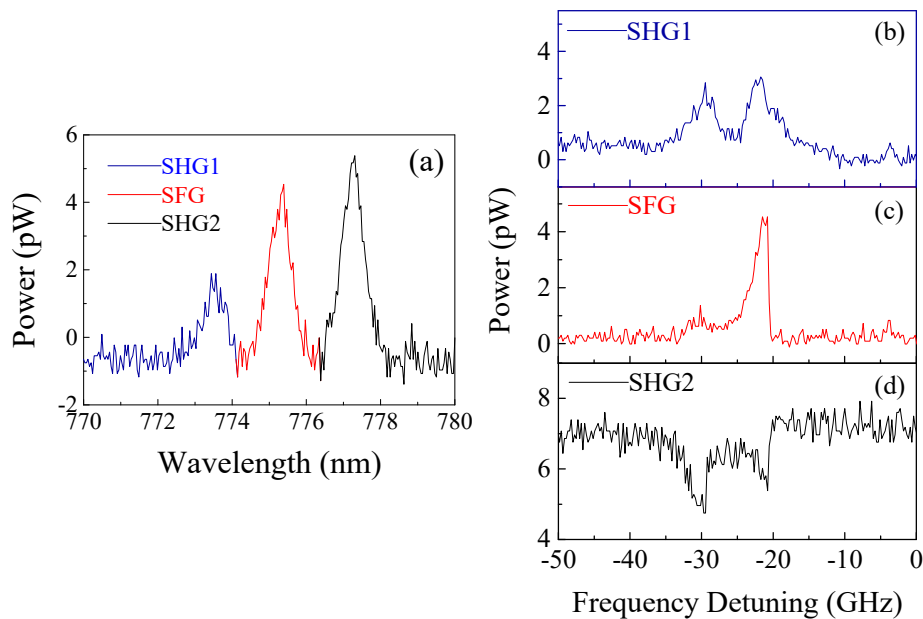 (a)
SHG1
SFG
SHG2
Power (pW)
6
4
2
0
-2
770 772 774 776 778 780
Wavelength (nm)
SHG1 (b)
4
2
0
SFG (c)
4
2
0
Power (pW)
SHG2 (d)
8
6
4
-50 -40 -30 -20 -10 0
Frequency Detuning (GHz)